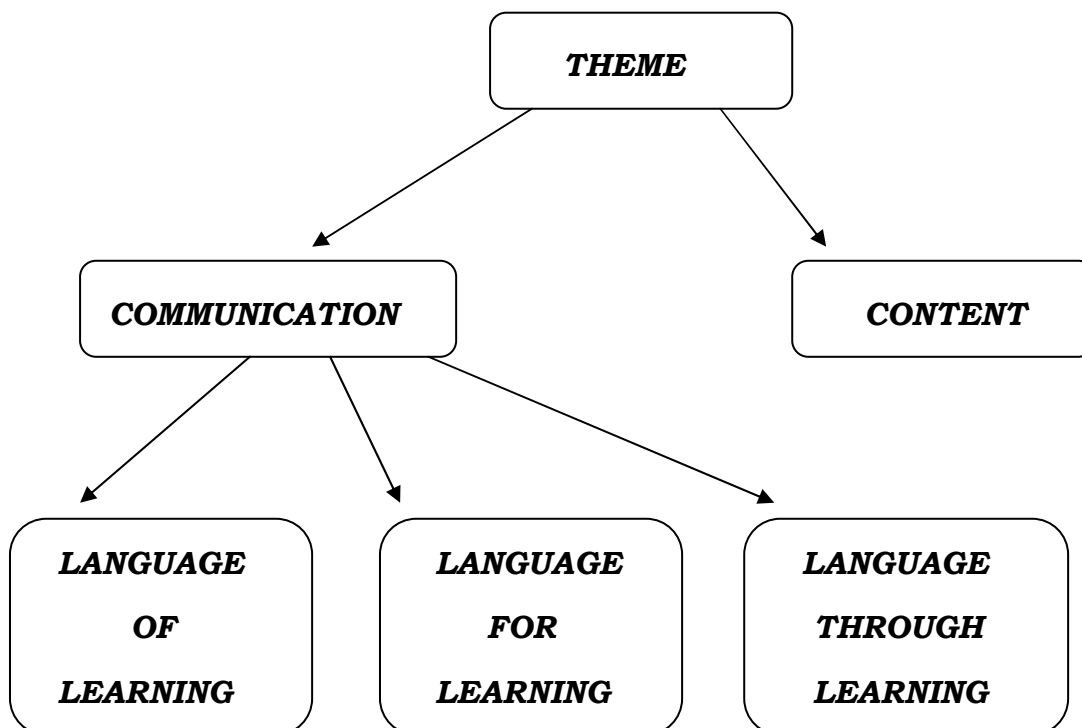 THEME
COMMUNICATION
CONTENT
LANGUAGE
OF
LEARNING
LANGUAGE
FOR
LEARNING
LANGUAGE
THROUGH
LEARNING